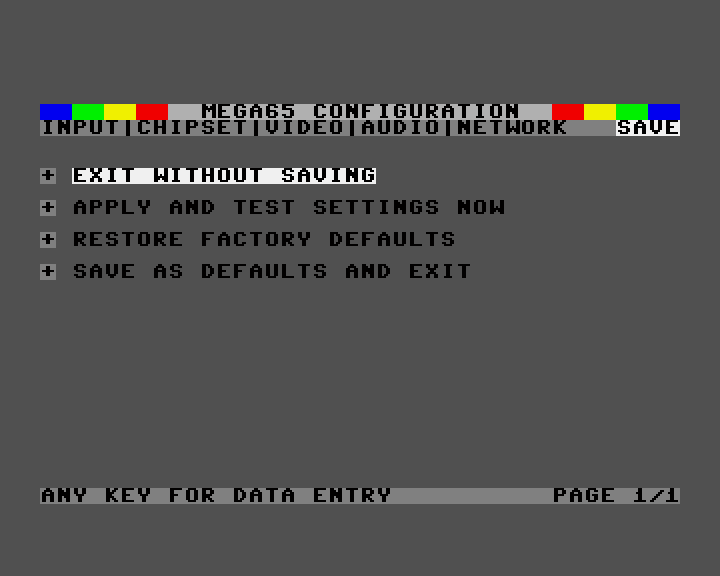 MEGA65 CONFIGURATION
INPUT|CHIPSET|VIDEO|AUDIO|NETWORK SAVE
+ EXIT WITHOUT SAVING
+ APPLY AND TEST SETTINGS NOW
+ RESTORE FACTORY DEFAULTS
+ SAVE AS DEFAULTS AND EXIT
ANY KEY FOR DATA ENTRY PAGE 1/1